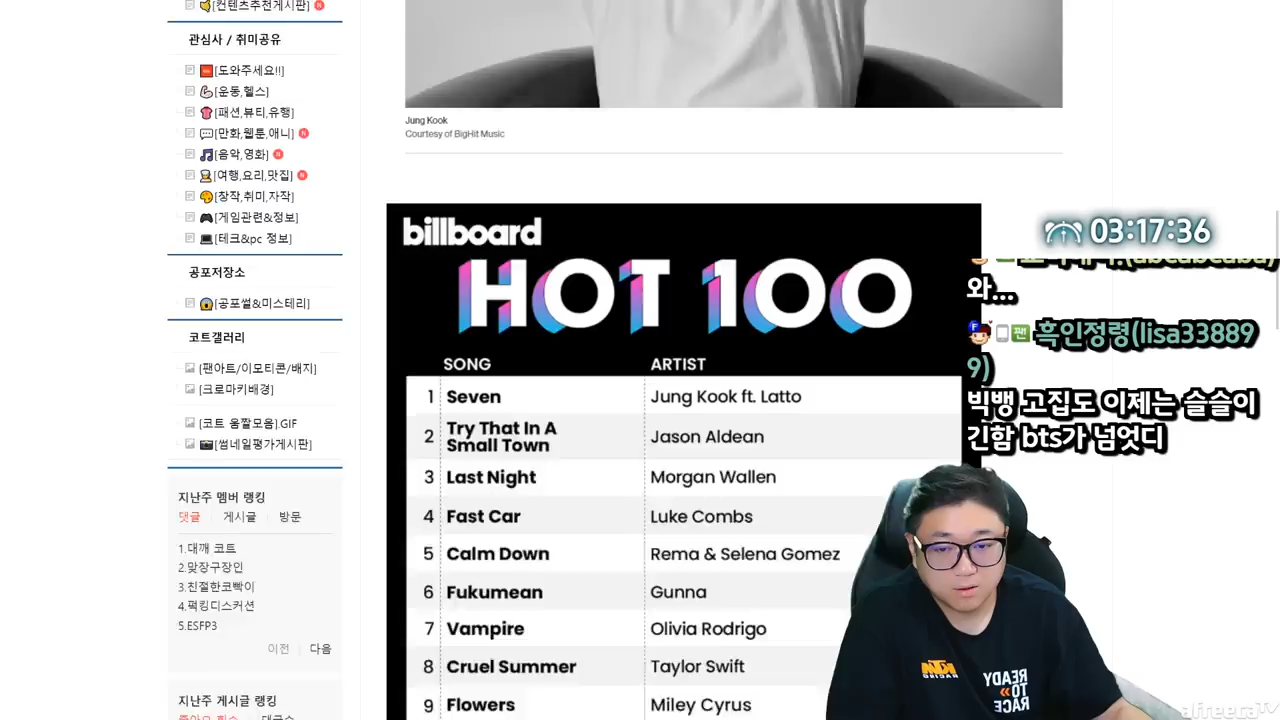 [컨텐츠추천게시판]
관심사 / 취미공유
[도와주세요!!]
[운동,헬스]
[패션,뷰티,유행]
[만화,웹툰,애니]
[음악,영화]
[여행,요리,맛집]
[창작,취미,자작]
[게임관련&정보]
[테크&pc 정보]
공포저장소
[공포썰&미스테리]
코트갤러리
[팬아트/이모티콘/배지]
[크로마키배경]
[코트 움짤모음].GIF
[썸네일평가게시판]
지난주 멤버 랭킹
댓글 게시글 방문
1.대깨 코트
2.맞장구장인
3.친절한코빡이
4.퍽킹디스커션
5.ESFP3
이전 다음
지난주 게시글 랭킹
Jung Kook
Courtesy of BigHit Music
billboard
HOT 100
SONG ARTIST
1 Seven Jung Kook ft. Latto
2 Try That In A Small Town Jason Aldean
3 Last Night Morgan Wallen
4 Fast Car Luke Combs
5 Calm Down Rema & Selena Gomez
6 Fukumean Gunna
7 Vampire Olivia Rodrigo
8 Cruel Summer Taylor Swift
9 Flowers Miley Cyrus
03:17:36
와...
팬 흑인정령(lisa33889
9)
빅뱅 고집도 이제는 슬슬이
긴함 bts가 넘엇디
KTM
RACING
READY
TO
RACE
afreecaTV